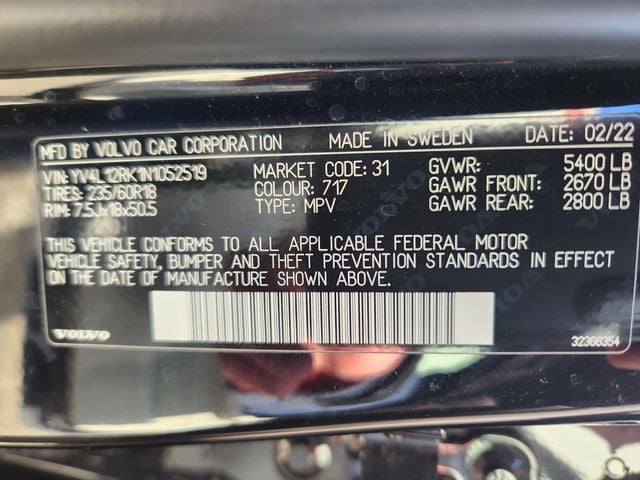 MFD BY VOLVO CAR CORPORATION MADE IN SWEDEN DATE: 02/22
VIN: YV4L12RK1N1052519 MARKET CODE: 31 GVWR: 5400 LB
TIRES: 235/60R18 COLOUR: 717 GAWR FRONT: 2670 LB
RIM: 7.5Jx18x50.5 TYPE: MPV GAWR REAR: 2800 LB
THIS VEHICLE CONFORMS TO ALL APPLICABLE FEDERAL MOTOR
VEHICLE SAFETY, BUMPER AND THEFT PREVENTION STANDARDS IN EFFECT
ON THE DATE OF MANUFACTURE SHOWN ABOVE.
VOLVO 32366354